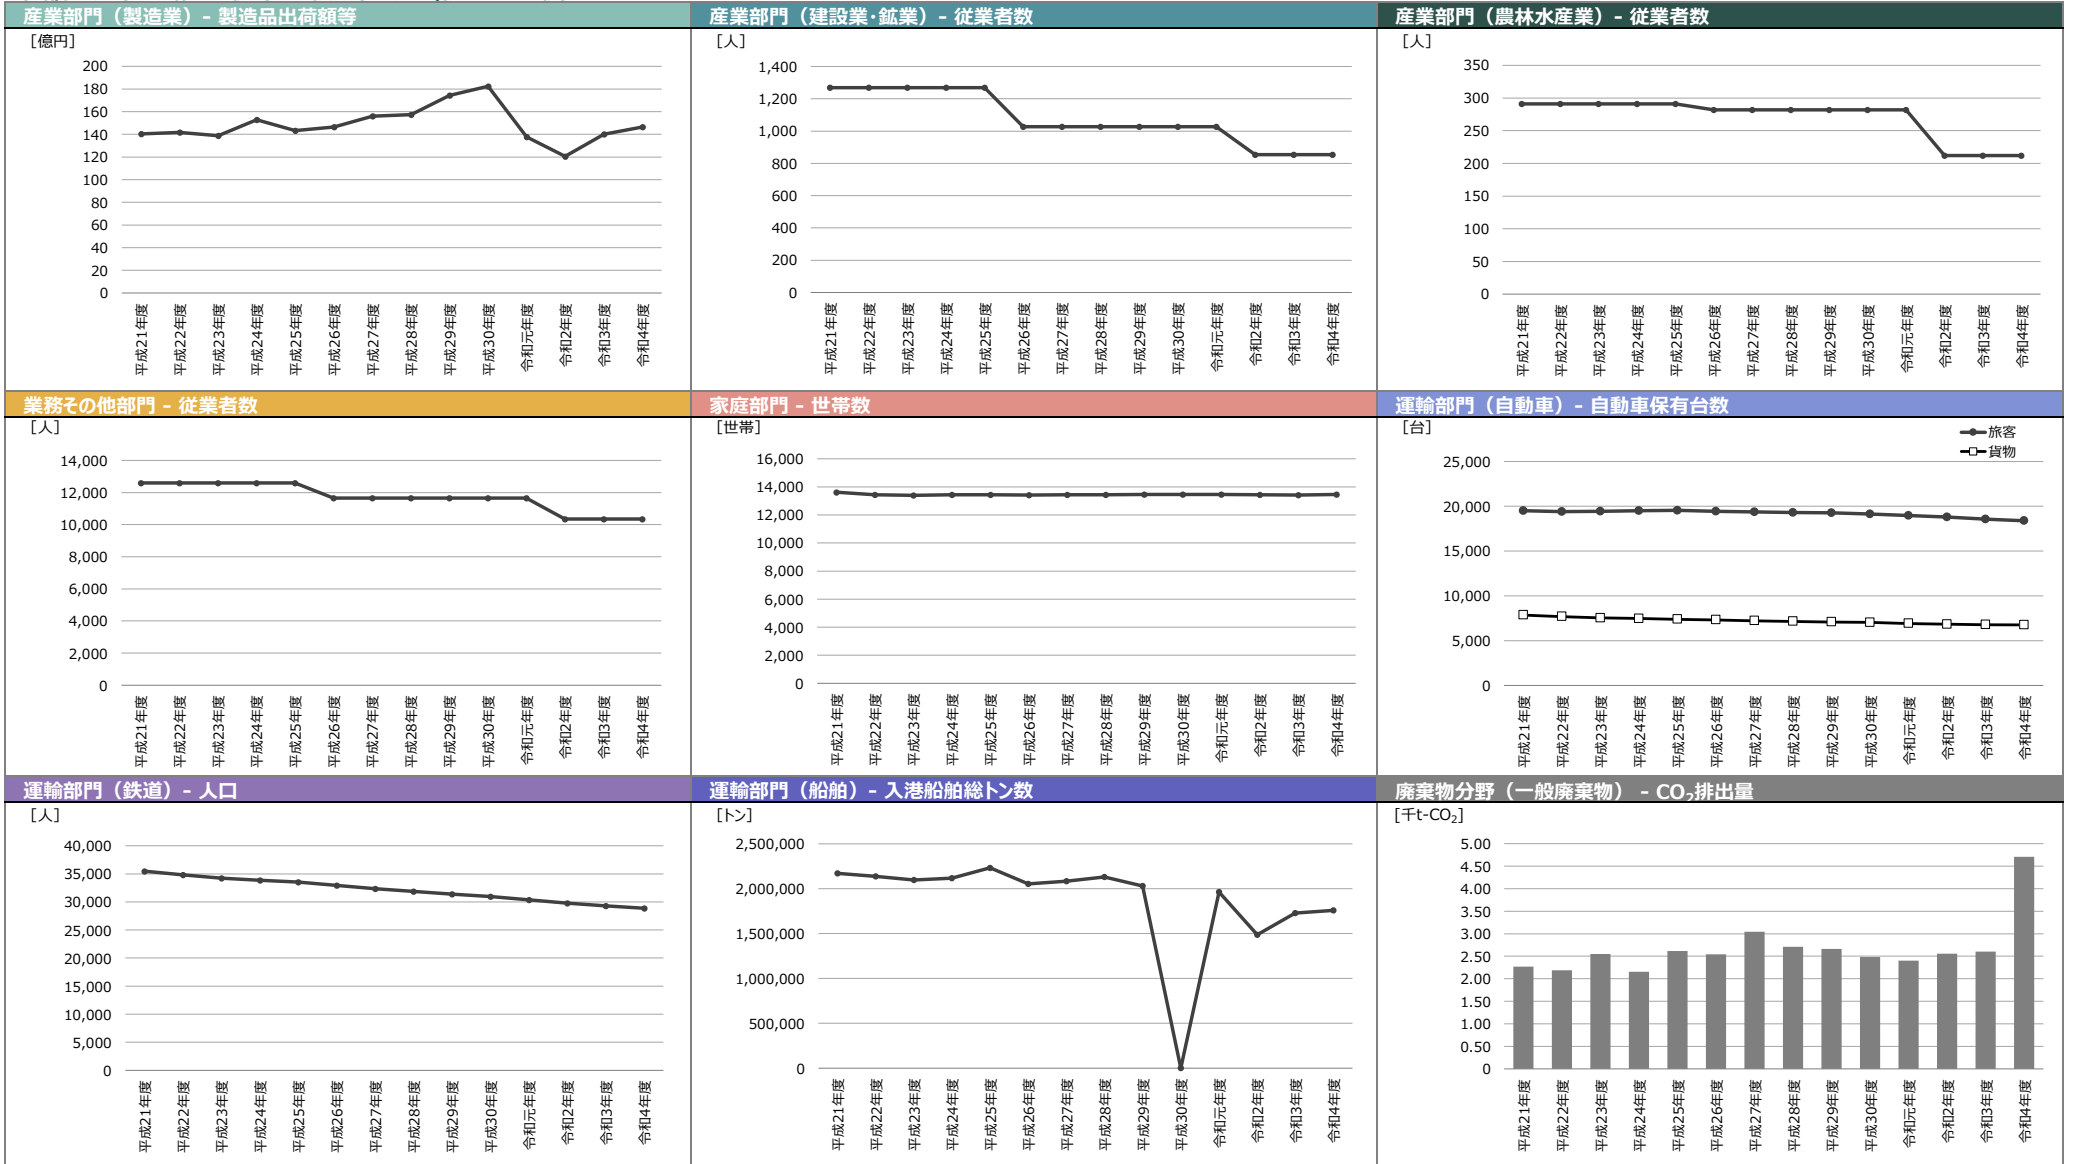 産業部門（製造業）- 製造品出荷額等
[億円]
200
180
160
140
120
100
80
60
40
20
0
平成21年度 平成22年度 平成23年度 平成24年度 平成25年度 平成26年度 平成27年度 平成28年度 平成29年度 平成30年度 令和元年度 令和2年度 令和3年度 令和4年度
産業部門（建設業・鉱業）- 従業者数
[人]
1,400
1,200
1,000
800
600
400
200
0
平成21年度 平成22年度 平成23年度 平成24年度 平成25年度 平成26年度 平成27年度 平成28年度 平成29年度 平成30年度 令和元年度 令和2年度 令和3年度 令和4年度
産業部門（農林水産業）- 従業者数
[人]
350
300
250
200
150
100
50
0
平成21年度 平成22年度 平成23年度 平成24年度 平成25年度 平成26年度 平成27年度 平成28年度 平成29年度 平成30年度 令和元年度 令和2年度 令和3年度 令和4年度
業務その他部門 - 従業者数
[人]
14,000
12,000
10,000
8,000
6,000
4,000
2,000
0
平成21年度 平成22年度 平成23年度 平成24年度 平成25年度 平成26年度 平成27年度 平成28年度 平成29年度 平成30年度 令和元年度 令和2年度 令和3年度 令和4年度
家庭部門 - 世帯数
[世帯]
16,000
14,000
12,000
10,000
8,000
6,000
4,000
2,000
0
平成21年度 平成22年度 平成23年度 平成24年度 平成25年度 平成26年度 平成27年度 平成28年度 平成29年度 平成30年度 令和元年度 令和2年度 令和3年度 令和4年度
運輸部門（自動車）- 自動車保有台数
[台]
旅客
貨物
25,000
20,000
15,000
10,000
5,000
0
平成21年度 平成22年度 平成23年度 平成24年度 平成25年度 平成26年度 平成27年度 平成28年度 平成29年度 平成30年度 令和元年度 令和2年度 令和3年度 令和4年度
運輸部門（鉄道）- 人口
[人]
40,000
35,000
30,000
25,000
20,000
15,000
10,000
5,000
0
平成21年度 平成22年度 平成23年度 平成24年度 平成25年度 平成26年度 平成27年度 平成28年度 平成29年度 平成30年度 令和元年度 令和2年度 令和3年度 令和4年度
運輸部門（船舶）- 入港船舶総トン数
[トン]
2,500,000
2,000,000
1,500,000
1,000,000
500,000
0
平成21年度 平成22年度 平成23年度 平成24年度 平成25年度 平成26年度 平成27年度 平成28年度 平成29年度 平成30年度 令和元年度 令和2年度 令和3年度 令和4年度
廃棄物分野（一般廃棄物） - CO₂排出量
[千t-CO₂]
5.00
4.50
4.00
3.50
3.00
2.50
2.00
1.50
1.00
0.50
0
平成21年度 平成22年度 平成23年度 平成24年度 平成25年度 平成26年度 平成27年度 平成28年度 平成29年度 平成30年度 令和元年度 令和2年度 令和3年度 令和4年度